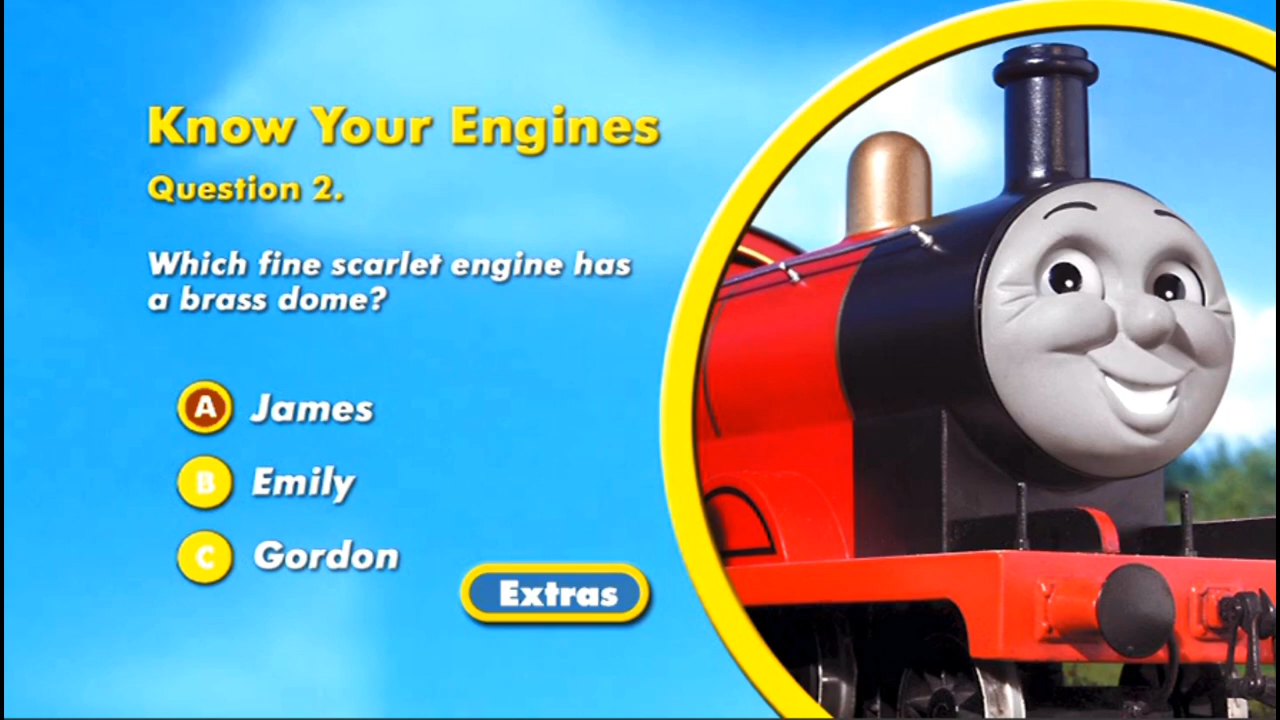 Know Your Engines
Question 2.
Which fine scarlet engine has
a brass dome?
A James
B Emily
C Gordon
Extras